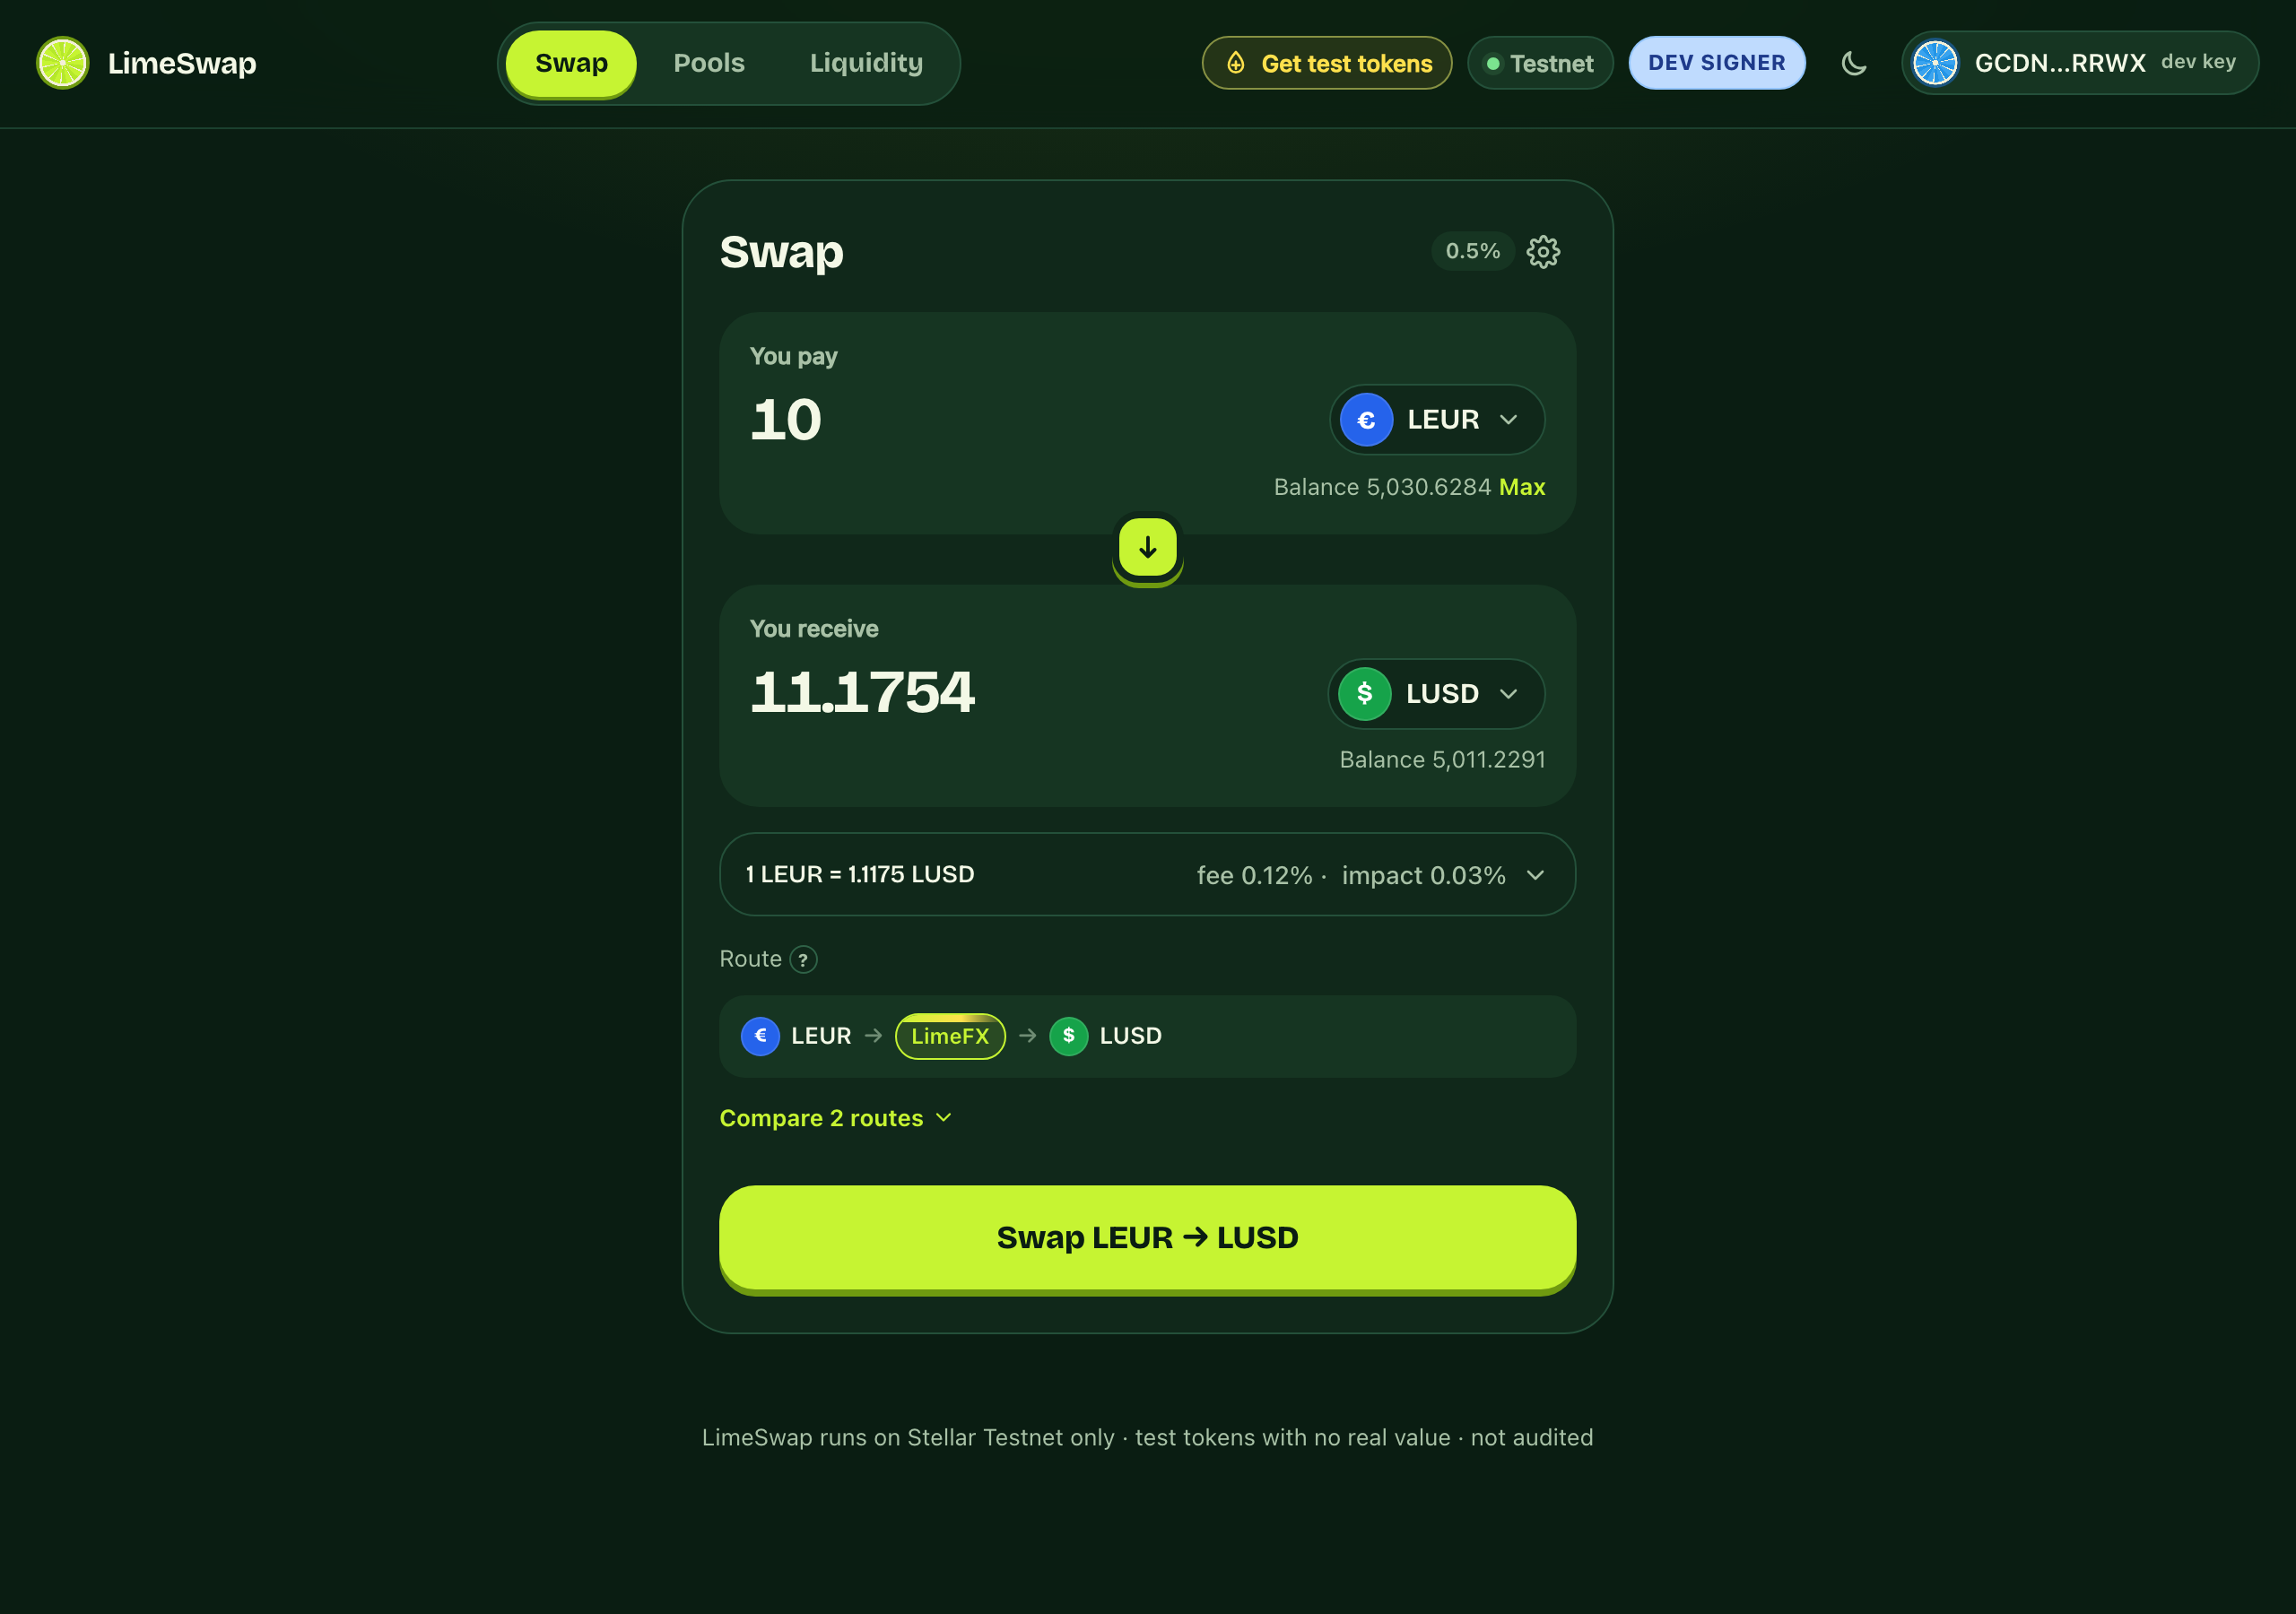 LimeSwap
Swap Pools Liquidity
Get test tokens
Testnet
DEV SIGNER
GCDN...RRWX dev key
Swap
0.5%
You pay
10
€ LEUR
Balance 5,030.6284 Max
You receive
11.1754
$ LUSD
Balance 5,011.2291
1 LEUR = 1.1175 LUSD
fee 0.12% · impact 0.03%
Route ?
€ LEUR → LimeFX → $ LUSD
Compare 2 routes
Swap LEUR → LUSD
LimeSwap runs on Stellar Testnet only · test tokens with no real value · not audited